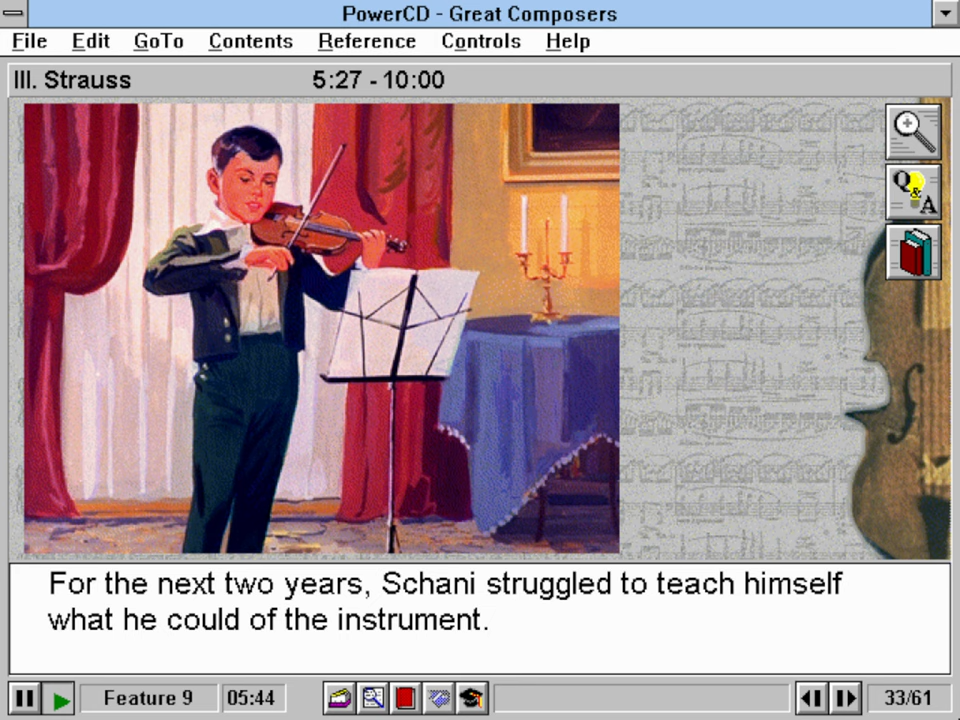 PowerCD - Great Composers
File Edit GoTo Contents Reference Controls Help
III. Strauss 5:27 - 10:00
Q
&
A
For the next two years, Schani struggled to teach himself
what he could of the instrument.
Feature 9 05:44 33/61